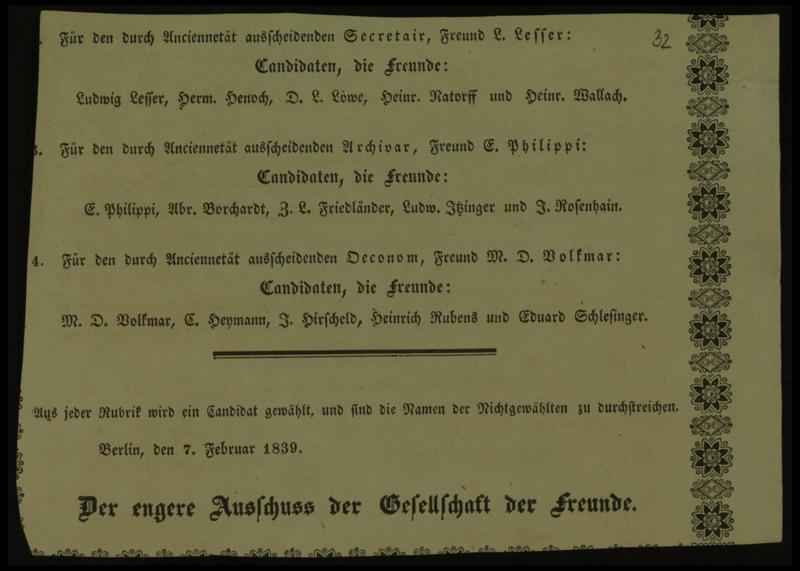 . Für den durch Anciennetät ausscheidenden Secretair, Freund L. Lesser:
32
Candidaten, die Freunde:
Ludwig Lesser, Herm. Henoch, D. L. Löwe, Heinr. Natorff und Heinr. Wallach.
3. Für den durch Anciennetät ausscheidenden Archivar, Freund E. Philippi:
Candidaten, die Freunde:
E. Philippi, Abr. Borchardt, Z. L. Friedländer, Ludw. Itzinger und J. Rosenhain.
4. Für den durch Anciennetät ausscheidenden Oeconom, Freund M. D. Volkmar:
Candidaten, die Freunde:
M. D. Volkmar, C. Heymann, J. Hirscheld, Heinrich Rubens und Eduard Schlesinger.
Aus jeder Rubrik wird ein Candidat gewählt, und sind die Namen der Nichtgewählten zu durchstreichen.
Berlin, den 7. Februar 1839.
Der engere Ausschuss der Gesellschaft der Freunde.